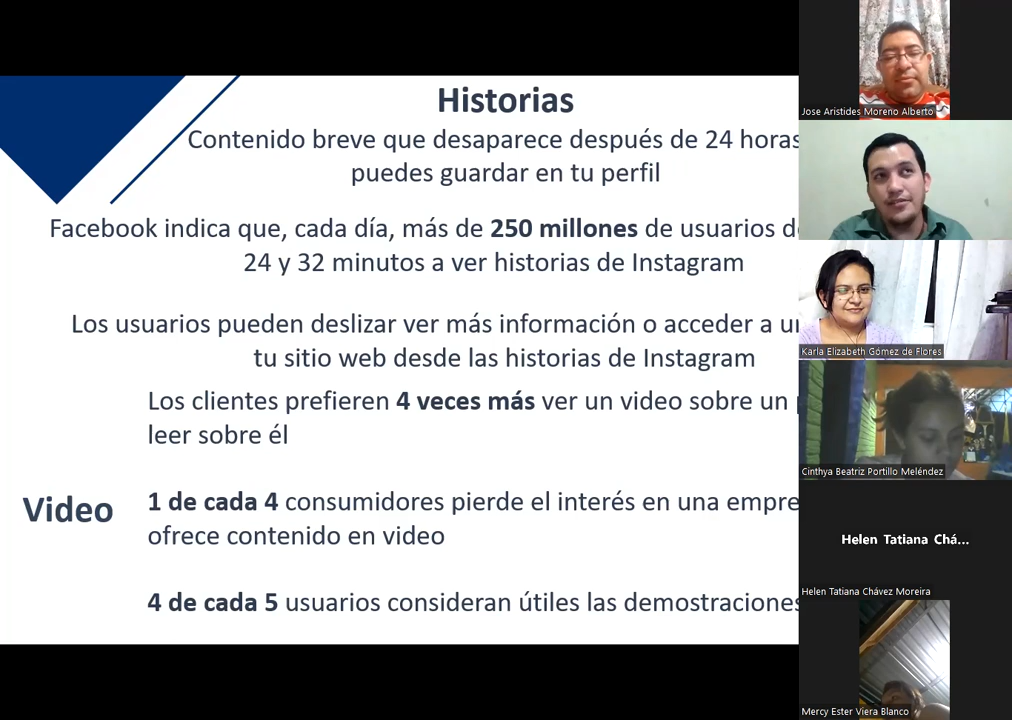 Historias
Contenido breve que desaparece después de 24 horas
puedes guardar en tu perfil
Facebook indica que, cada día, más de 250 millones de usuarios
24 y 32 minutos a ver historias de Instagram
Los usuarios pueden deslizar ver más información o acceder a
tu sitio web desde las historias de Instagram
Los clientes prefieren 4 veces más ver un video sobre un
leer sobre él
Video
1 de cada 4 consumidores pierde el interés en una
ofrece contenido en video
4 de cada 5 usuarios consideran útiles las demostraciones
Jose Aristides Moreno Alberto
Karla Elizabeth Gómez de Flores
Cinthya Beatriz Portillo Meléndez
Helen Tatiana Chá...
Helen Tatiana Chávez Moreira
Mercy Ester Viera Blanco